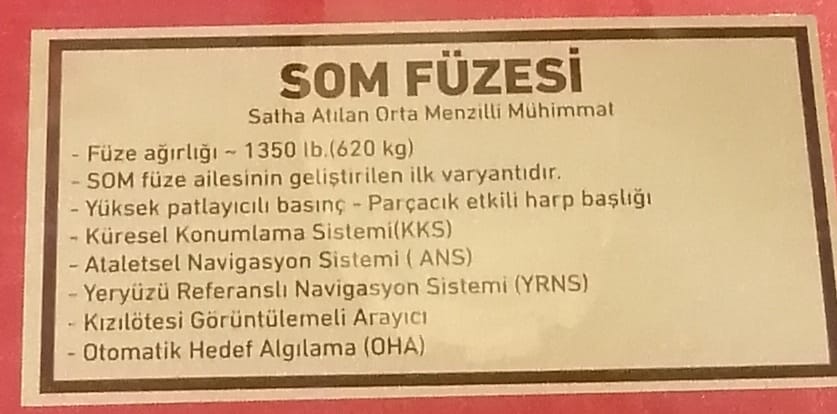 SOM FÜZESİ
Satha Atılan Orta Menzilli Mühimmat
- Füze ağırlığı ~ 1350 lb.(620 kg)
- SOM füze ailesinin geliştirilen ilk varyantıdır.
- Yüksek patlayıcılı basınç - Parçacık etkili harp başlığı
- Küresel Konumlama Sistemi(KKS)
- Ataletsel Navigasyon Sistemi ( ANS)
- Yeryüzü Referanslı Navigasyon Sistemi (YRNS)
- Kızılötesi Görüntülemeli Arayıcı
- Otomatik Hedef Algılama (OHA)